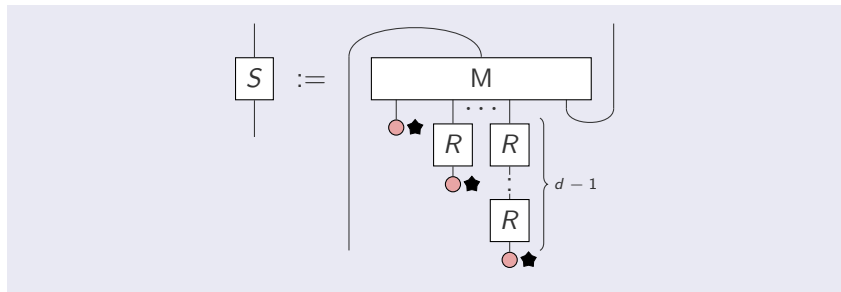 M
S :=
· · ·
R R
⋮
d − 1
R